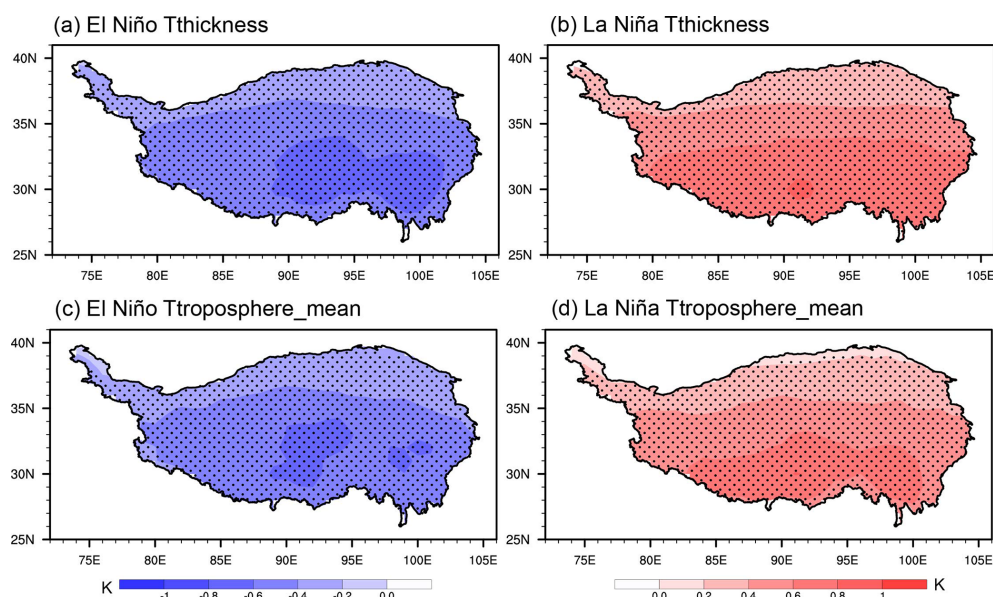 (a) El Niño Tthickness
(b) La Niña Tthickness
40N
35N
30N
25N
75E 80E 85E 90E 95E 100E 105E
40N
35N
30N
25N
75E 80E 85E 90E 95E 100E 105E
(c) El Niño Ttroposphere_mean
(d) La Niña Ttroposphere_mean
40N
35N
30N
25N
75E 80E 85E 90E 95E 100E 105E
40N
35N
30N
25N
75E 80E 85E 90E 95E 100E 105E
K
-1 -0.8 -0.6 -0.4 -0.2 0.0
0.0 0.2 0.4 0.6 0.8 1
K